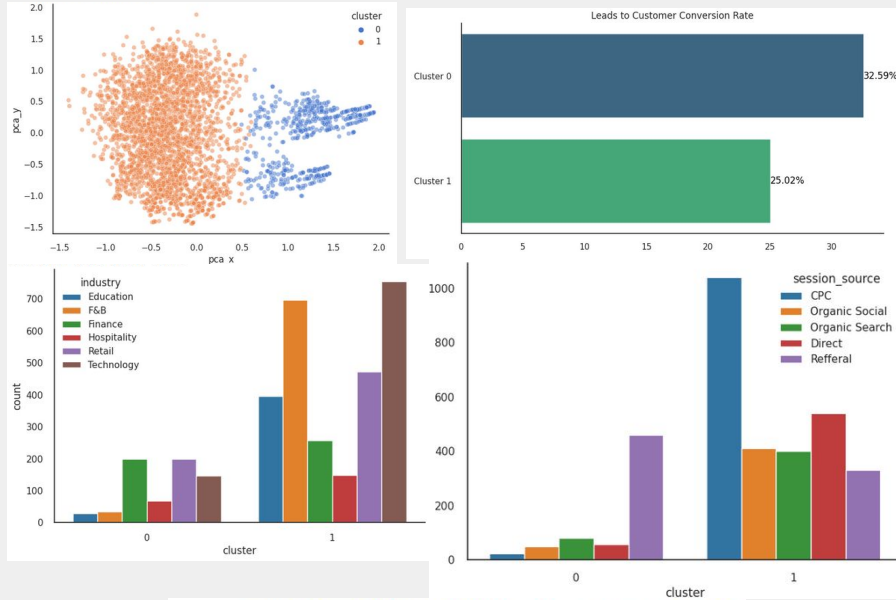 2.0
1.5
1.0
0.5
0.0
−0.5
−1.0
−1.5
pca_y
cluster
0
1
−1.5 −1.0 −0.5 0.0 0.5 1.0 1.5 2.0
pca_x
Leads to Customer Conversion Rate
Cluster 0
32.59%
Cluster 1
25.02%
0 5 10 15 20 25 30
700
600
500
400
300
200
100
0
count
industry
Education
F&B
Finance
Hospitality
Retail
Technology
0 1
cluster
1000
800
600
400
200
0
session_source
CPC
Organic Social
Organic Search
Direct
Refferal
0 1
cluster